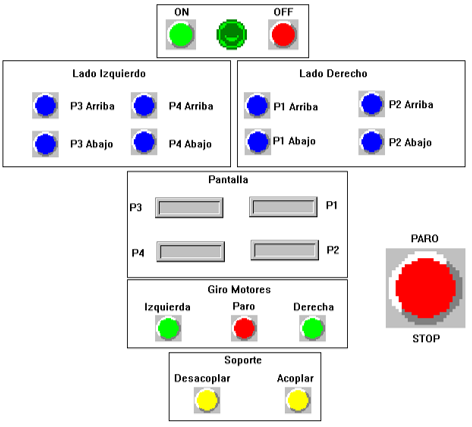 ON OFF
Lado Izquierdo
P3 Arriba P4 Arriba
P3 Abajo P4 Abajo
Lado Derecho
P1 Arriba P2 Arriba
P1 Abajo P2 Abajo
Pantalla
P3 P1
P4 P2
PARO
STOP
Giro Motores
Izquierda Paro Derecha
Soporte
Desacoplar Acoplar